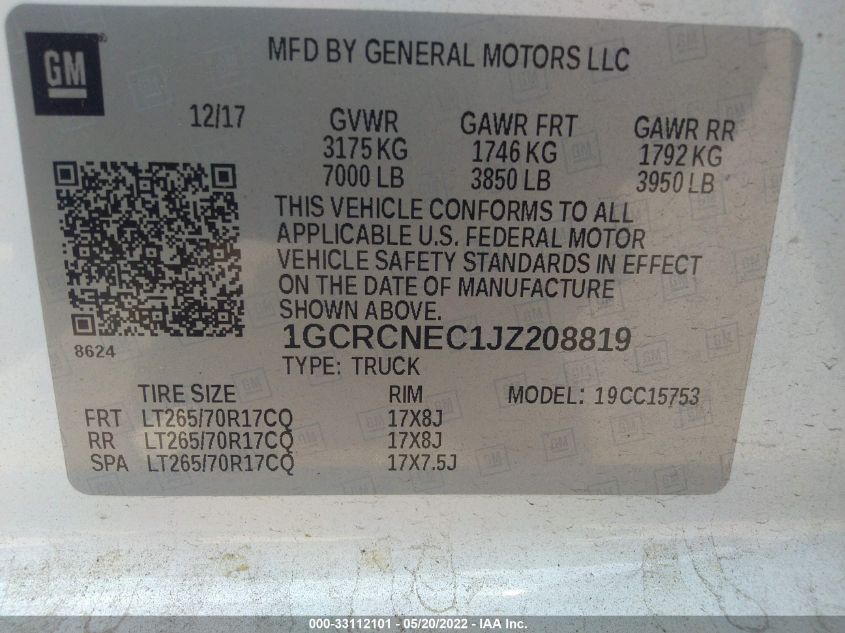 GM
MFD BY GENERAL MOTORS LLC
12/17
GVWR GAWR FRT GAWR RR
3175 KG 1746 KG 1792 KG
7000 LB 3850 LB 3950 LB
THIS VEHICLE CONFORMS TO ALL
APPLICABLE U.S. FEDERAL MOTOR
VEHICLE SAFETY STANDARDS IN EFFECT
ON THE DATE OF MANUFACTURE
SHOWN ABOVE.
8624
1GCRCNEC1JZ208819
TYPE: TRUCK
TIRE SIZE RIM MODEL: 19CC15753
FRT LT265/70R17CQ 17X8J
RR LT265/70R17CQ 17X8J
SPA LT265/70R17CQ 17X7.5J
000-33112101 - 05/20/2022 - IAA Inc.